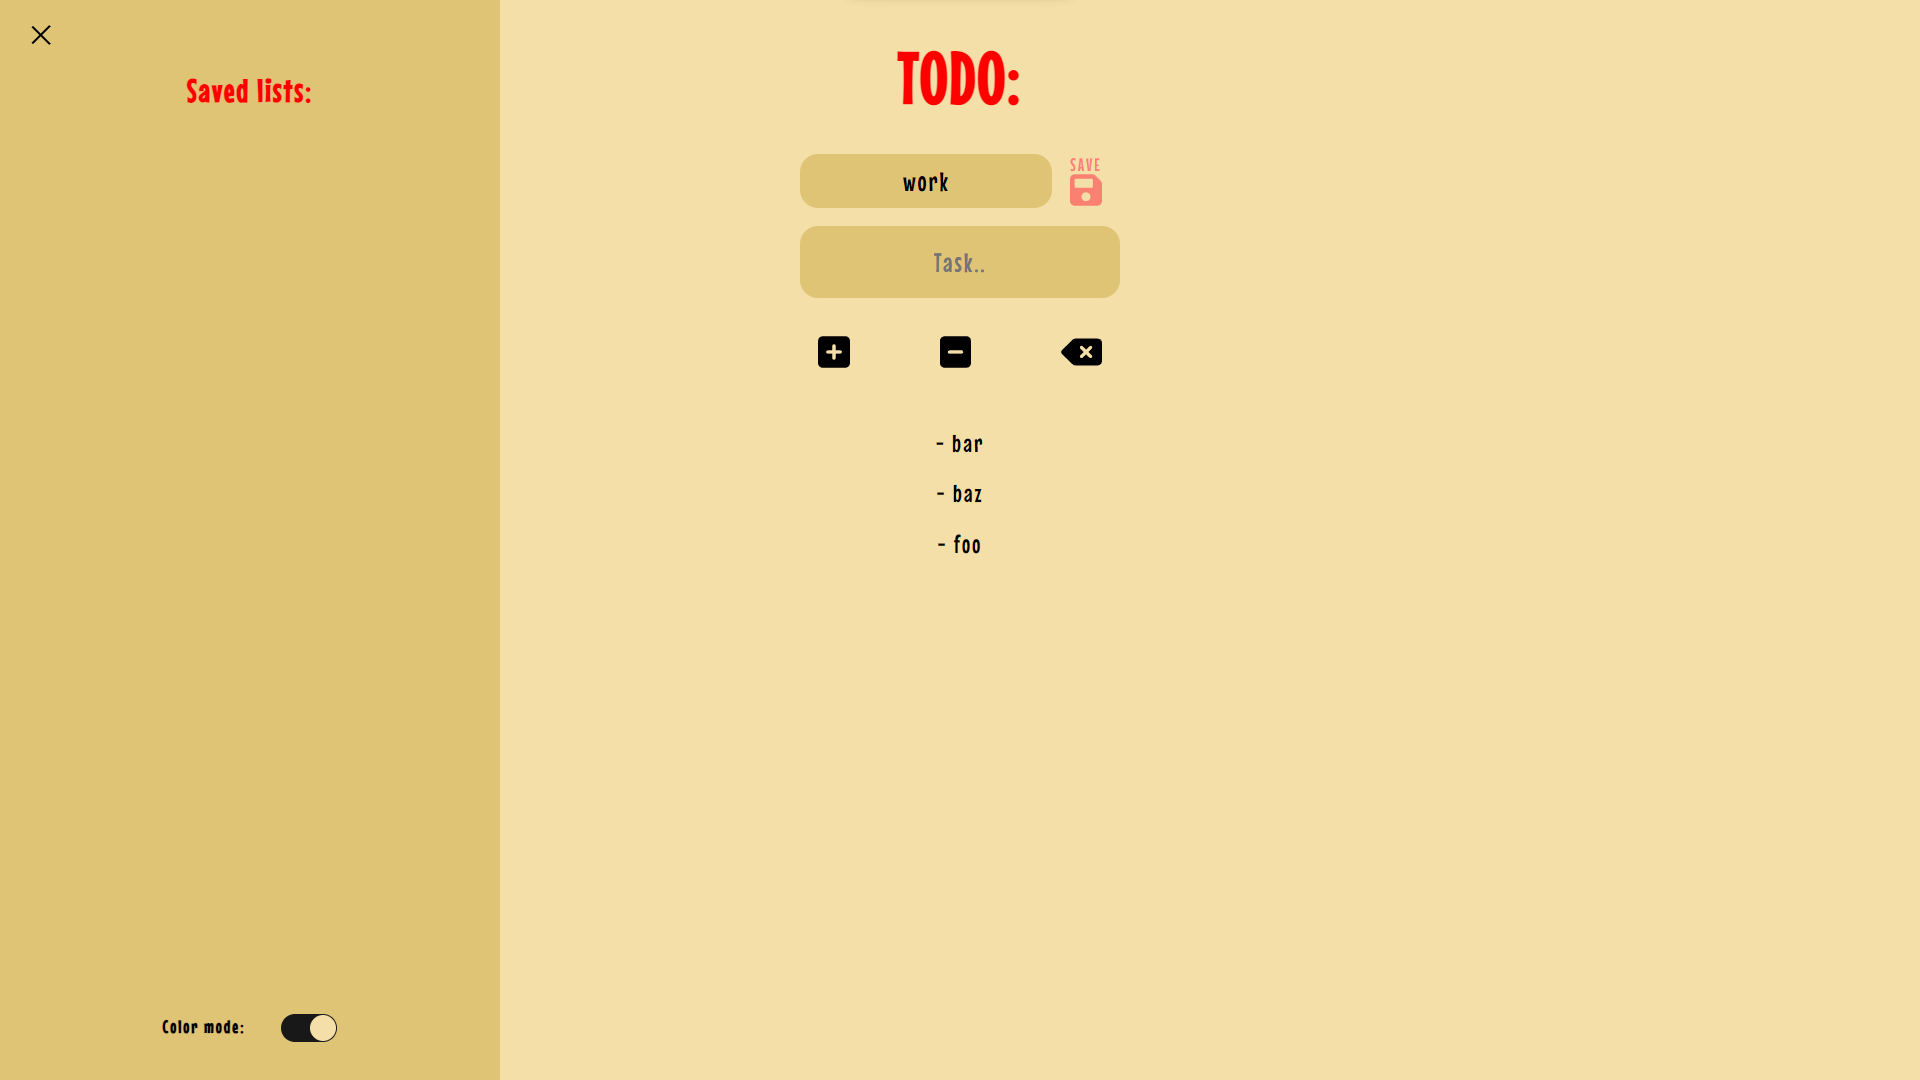 Saved lists:
TODO:
work
SAVE
Task..
- bar
- baz
- foo
Color mode: